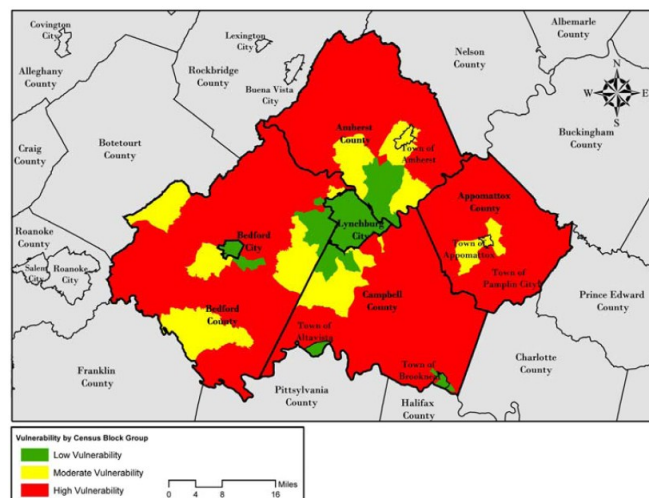 Covington
City
Lexington
City
Albemarle
County
Nelson
County
Alleghany
County
Rockbridge
County
Buena Vista
City
N
W
E
S
Buckingham
County
Craig
County
Botetourt
County
Amherst
County
Town of
Amherst
Appomattox
County
Roanoke
County
Bedford
City
Lynchburg
City
Town of
Appomattox
Salem
City
Roanoke
City
Town of
Pamplin City
Bedford
County
Campbell
County
Prince Edward
County
Town of
Altavista
Franklin
County
Town of
Brookneal
Charlotte
County
Pittsylvania
County
Halifax
County
Vulnerability by Census Block Group
Low Vulnerability
Moderate Vulnerability
High Vulnerability
Miles
0 4 8 16